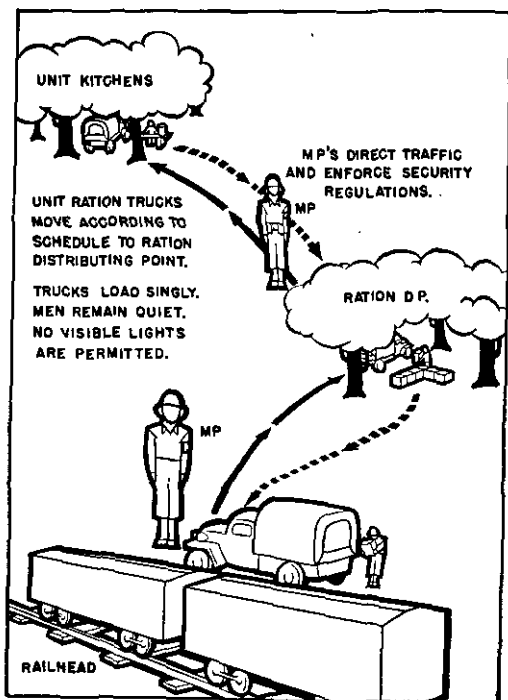 UNIT KITCHENS
MP'S DIRECT TRAFFIC
AND ENFORCE SECURITY
REGULATIONS.
MP
UNIT RATION TRUCKS
MOVE ACCORDING TO
SCHEDULE TO RATION
DISTRIBUTING POINT.
TRUCKS LOAD SINGLY.
MEN REMAIN QUIET.
NO VISIBLE LIGHTS
ARE PERMITTED.
RATION D.P.
MP
RAILHEAD